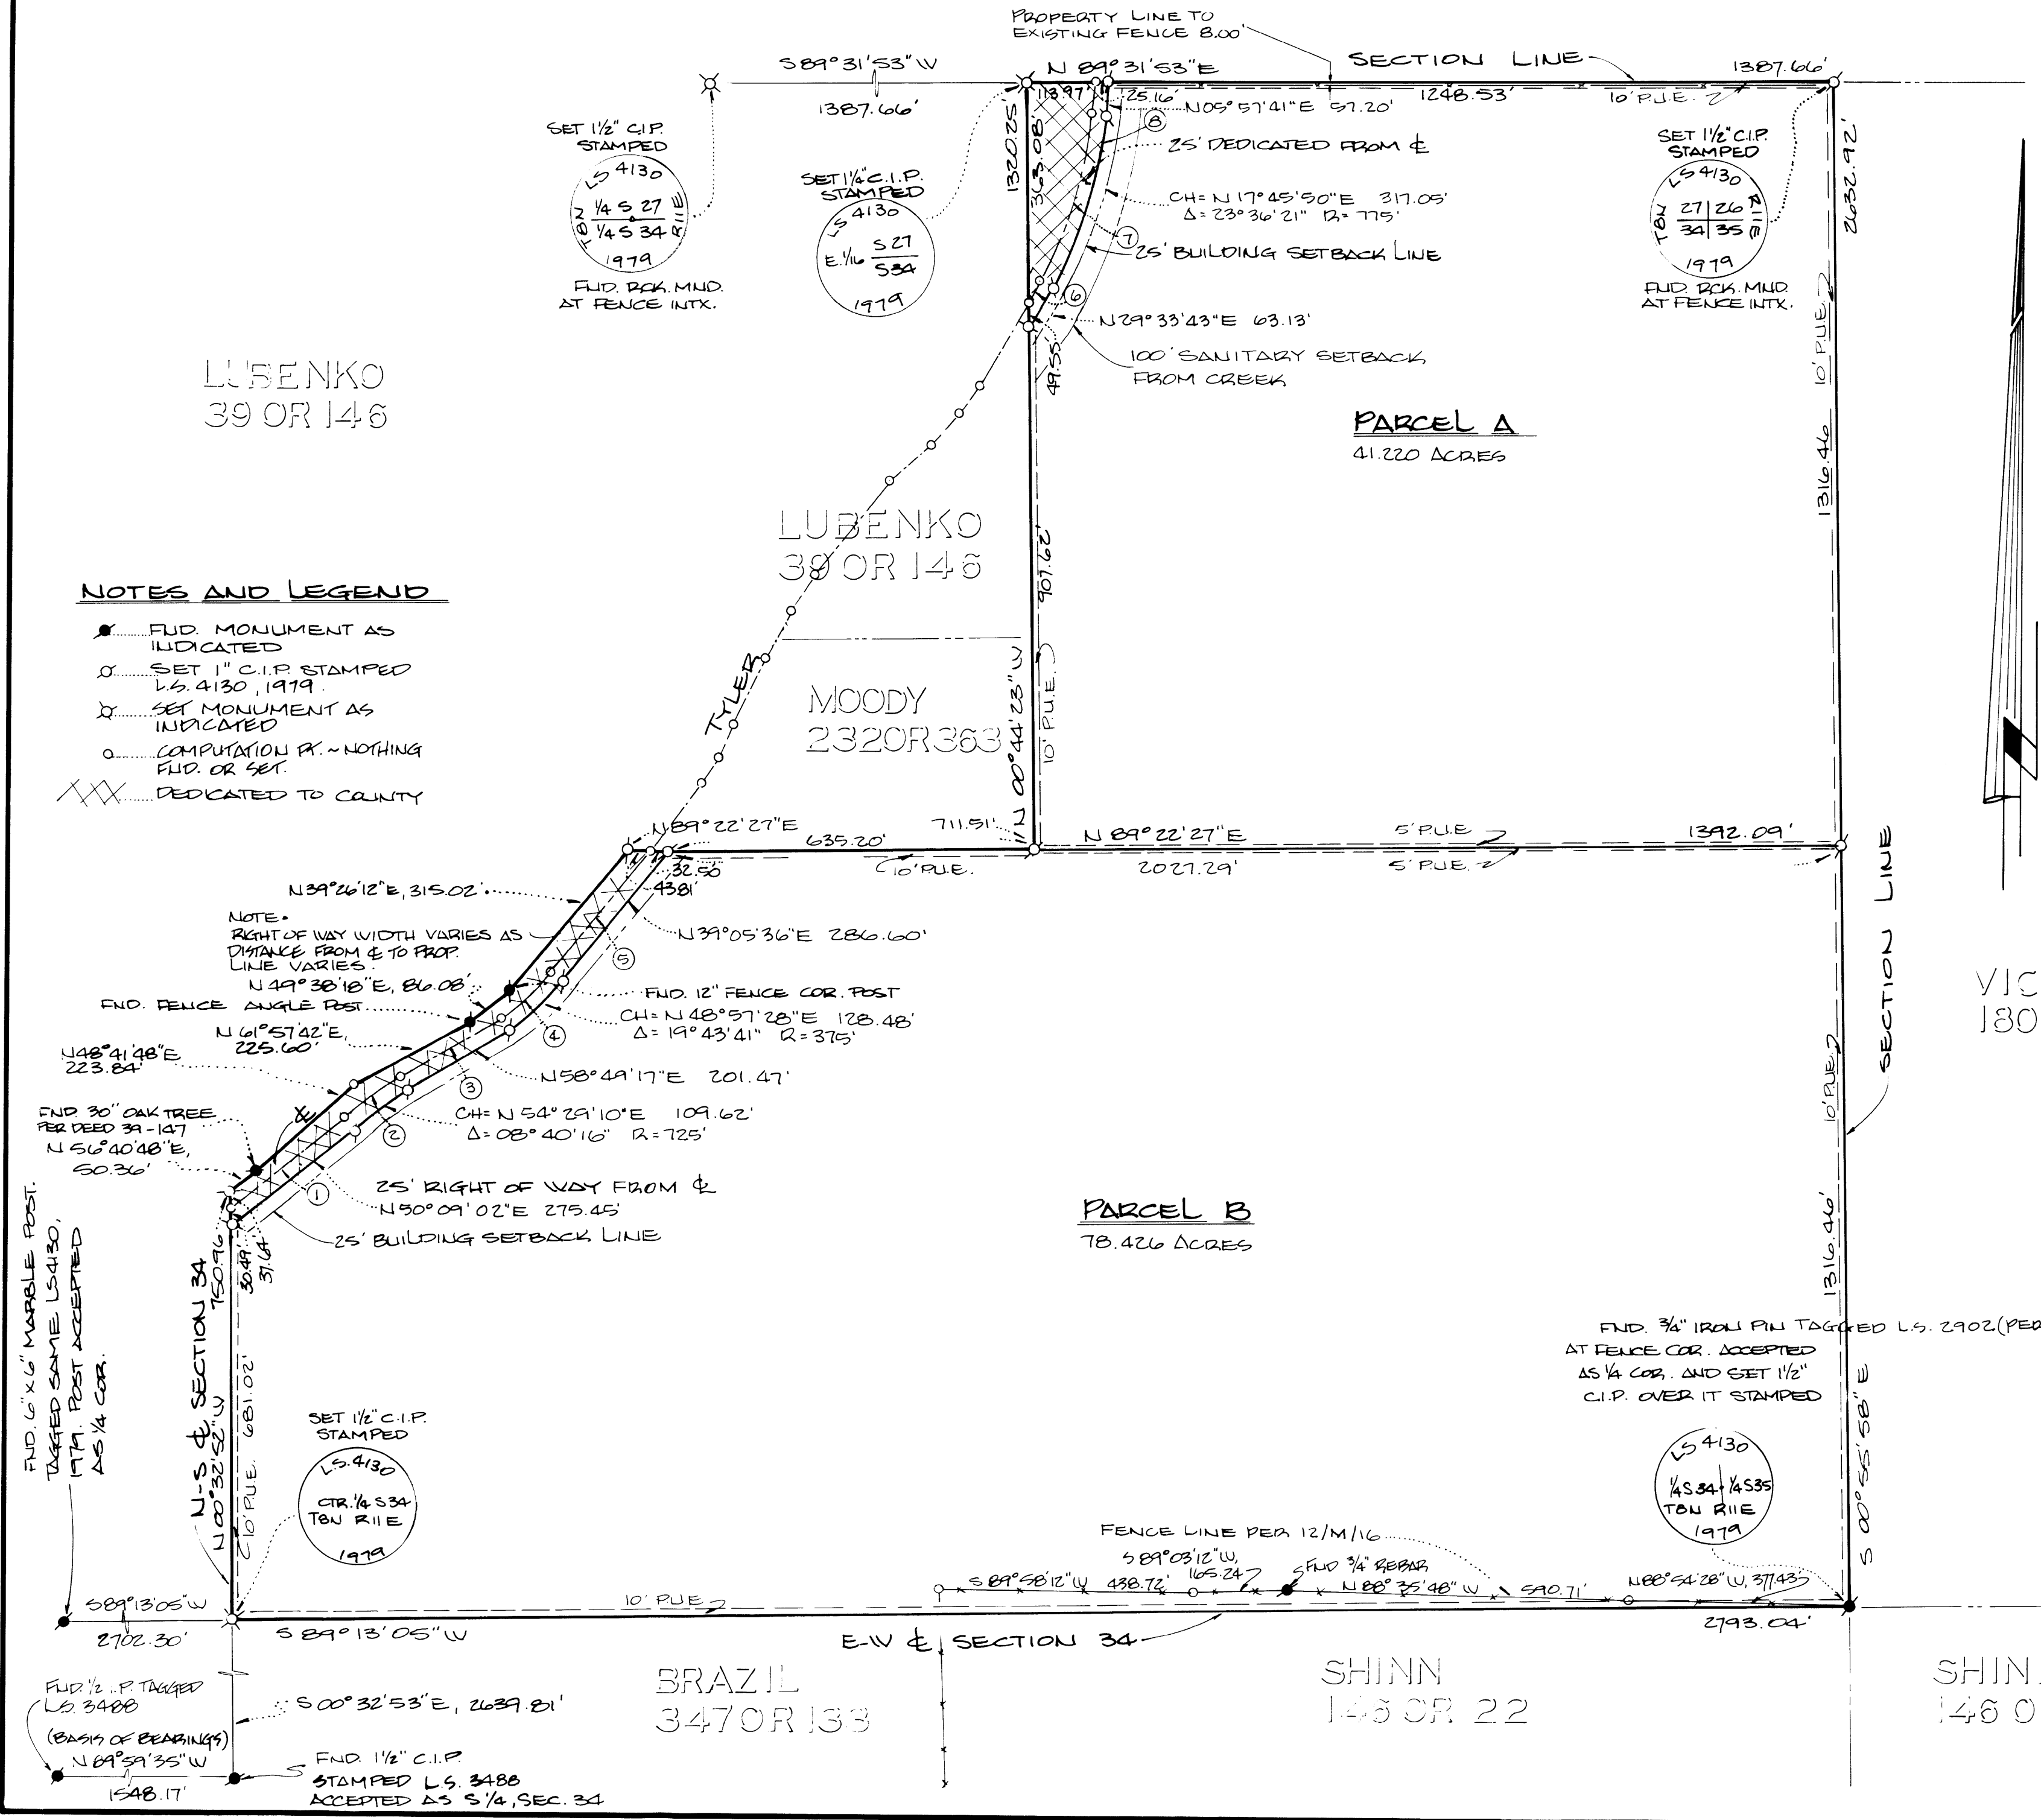 PROPERTY LINE TO
EXISTING FENCE 8.00'
S 89°31'53" W
1387.66'
N 89°31'53" E
SECTION LINE
1387.66'
113.97'
25.16'
1248.53'
10' P.U.E.
N 05°57'41" E 57.20'
8
25' DEDICATED FROM ℄
CH= N 17°45'50" E 317.05'
Δ= 23°36'21" R= 775'
7
25' BUILDING SETBACK LINE
6
N 29°33'43" E 63.13'
100' SANITARY SETBACK
FROM CREEK
1320.25'
363.08'
49.55'
907.62'
N 00°44'23" W
10' P.U.E.
SET 1½" C.I.P.
STAMPED
LS 4130
¼ S 27
¼ S 34
T8N
R11E
1979
FND. RCK. MND.
AT FENCE INTX.
SET 1¼" C.I.P.
STAMPED
LS 4130
E. 1/16
S 27
S 34
1979
SET 1½" C.I.P.
STAMPED
LS 4130
27 | 26
34 | 35
T8N
R11E
1979
FND. RCK. MND.
AT FENCE INTX.
2632.92'
10' P.U.E.
1316.46
LUBENKO
39 OR 146
PARCEL A
41.220 ACRES
LUBENKO
39 OR 146
NOTES AND LEGEND
FND. MONUMENT AS
INDICATED
SET 1" C.I.P. STAMPED
L.S. 4130, 1979.
SET MONUMENT AS
INDICATED
COMPUTATION PT. ~ NOTHING
FND. OR SET.
DEDICATED TO COUNTY
TYLER
MOODY
232OR363
N 89°22'27" E
711.51'
635.20'
10' P.U.E.
32.50'
43.81'
N 89°22'27" E
5' P.U.E
1392.09'
2027.29'
5' P.U.E.
N 39°26'12" E, 315.02'
NOTE.
RIGHT OF WAY WIDTH VARIES AS
DISTANCE FROM ℄ TO PROP.
LINE VARIES.
N 49°38'18" E, 86.08'
FND. FENCE ANGLE POST
N 61°57'42" E,
225.60'
N 48°41'48" E
223.84'
FND. 30" OAK TREE
PER DEED 39-147
N 56°40'48" E,
50.36'
N 39°05'36" E 286.60'
5
FND. 12" FENCE COR. POST
CH= N 48°57'28" E 128.48'
Δ= 19°43'41" R= 375'
4
N 58°49'17" E 201.47'
3
CH= N 54°29'10" E 109.62'
Δ= 08°40'16" R= 725'
2
℄
1
25' RIGHT OF WAY FROM ℄
N 50°09'02" E 275.45'
25' BUILDING SETBACK LINE
SECTION LINE
VIC
180
10' P.U.E.
1316.46'
PARCEL B
78.426 ACRES
FND. 6"X6" MARBLE POST.
TAGGED SAME LS4130,
1979. POST ACCEPTED
AS ¼ COR.
N-S ℄ SECTION 34
N 00°32'52" W
750.96
30.49'
37.64
10' P.U.E. 681.02'
SET 1½" C.I.P.
STAMPED
L.S. 4130
CTR. ¼ S 34
T8N R11E
1979
FND. ¾" IRON PIN TAGGED L.S. 2902 (PER
AT FENCE COR. ACCEPTED
AS ¼ COR. AND SET 1½"
C.I.P. OVER IT STAMPED
LS 4130
¼ S 34 | ¼ S 35
T8N R11E
1979
S 00°55'58" E
FENCE LINE PER 12/M/16
S 89°03'12" W,
165.24'
FND ¾" REBAR
S 89°58'12" W
438.72'
N 88°35'48" W
590.71'
N 88°54'28" W, 377.43'
10' P.U.E
S 89°13'05" W
2702.30'
S 89°13'05" W
E-W ℄ SECTION 34
2793.04'
FND. ½ P. TAGGED
L.S. 3488
(BASIS OF BEARINGS)
N 69°59'35" W
1548.17'
S 00°32'53" E, 2639.81'
FND. 1½" C.I.P.
STAMPED L.S. 3488
ACCEPTED AS S ¼, SEC. 34
BRAZIL
347OR 133
SHINN
146 OR 22
SHIN
146 O